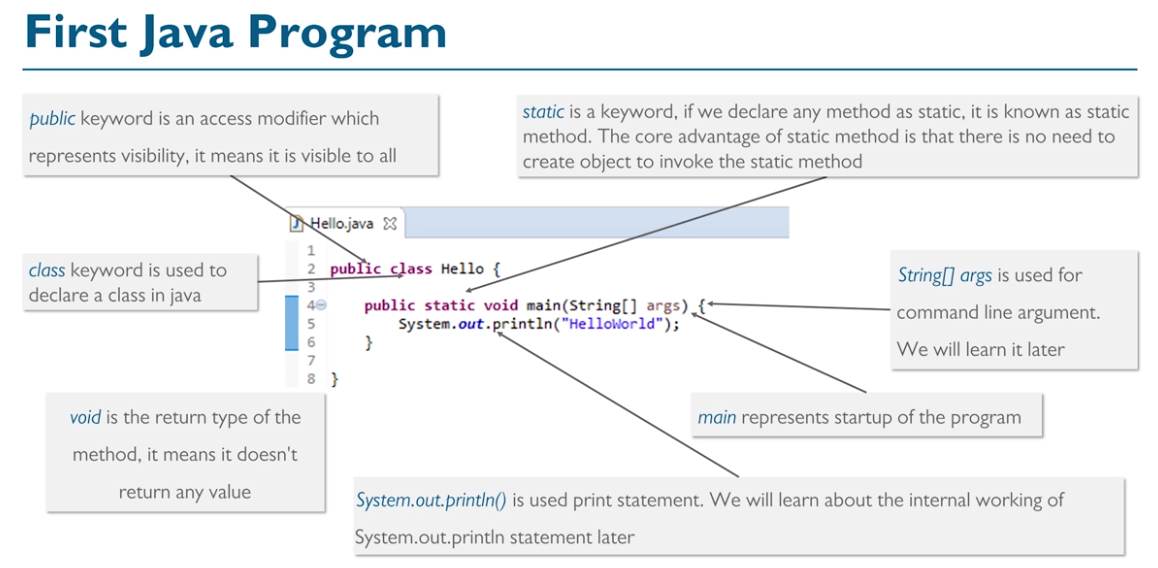 First Java Program
public keyword is an access modifier which
represents visibility, it means it is visible to all
static is a keyword, if we declare any method as static, it is known as static
method. The core advantage of static method is that there is no need to
create object to invoke the static method
Hello.java
class keyword is used to
declare a class in java
1
2 public class Hello {
3
4 public static void main(String[] args) {
5 System.out.println("HelloWorld");
6 }
7
8 }
String[] args is used for
command line argument.
We will learn it later
void is the return type of the
method, it means it doesn't
return any value
main represents startup of the program
System.out.println() is used print statement. We will learn about the internal working of
System.out.println statement later